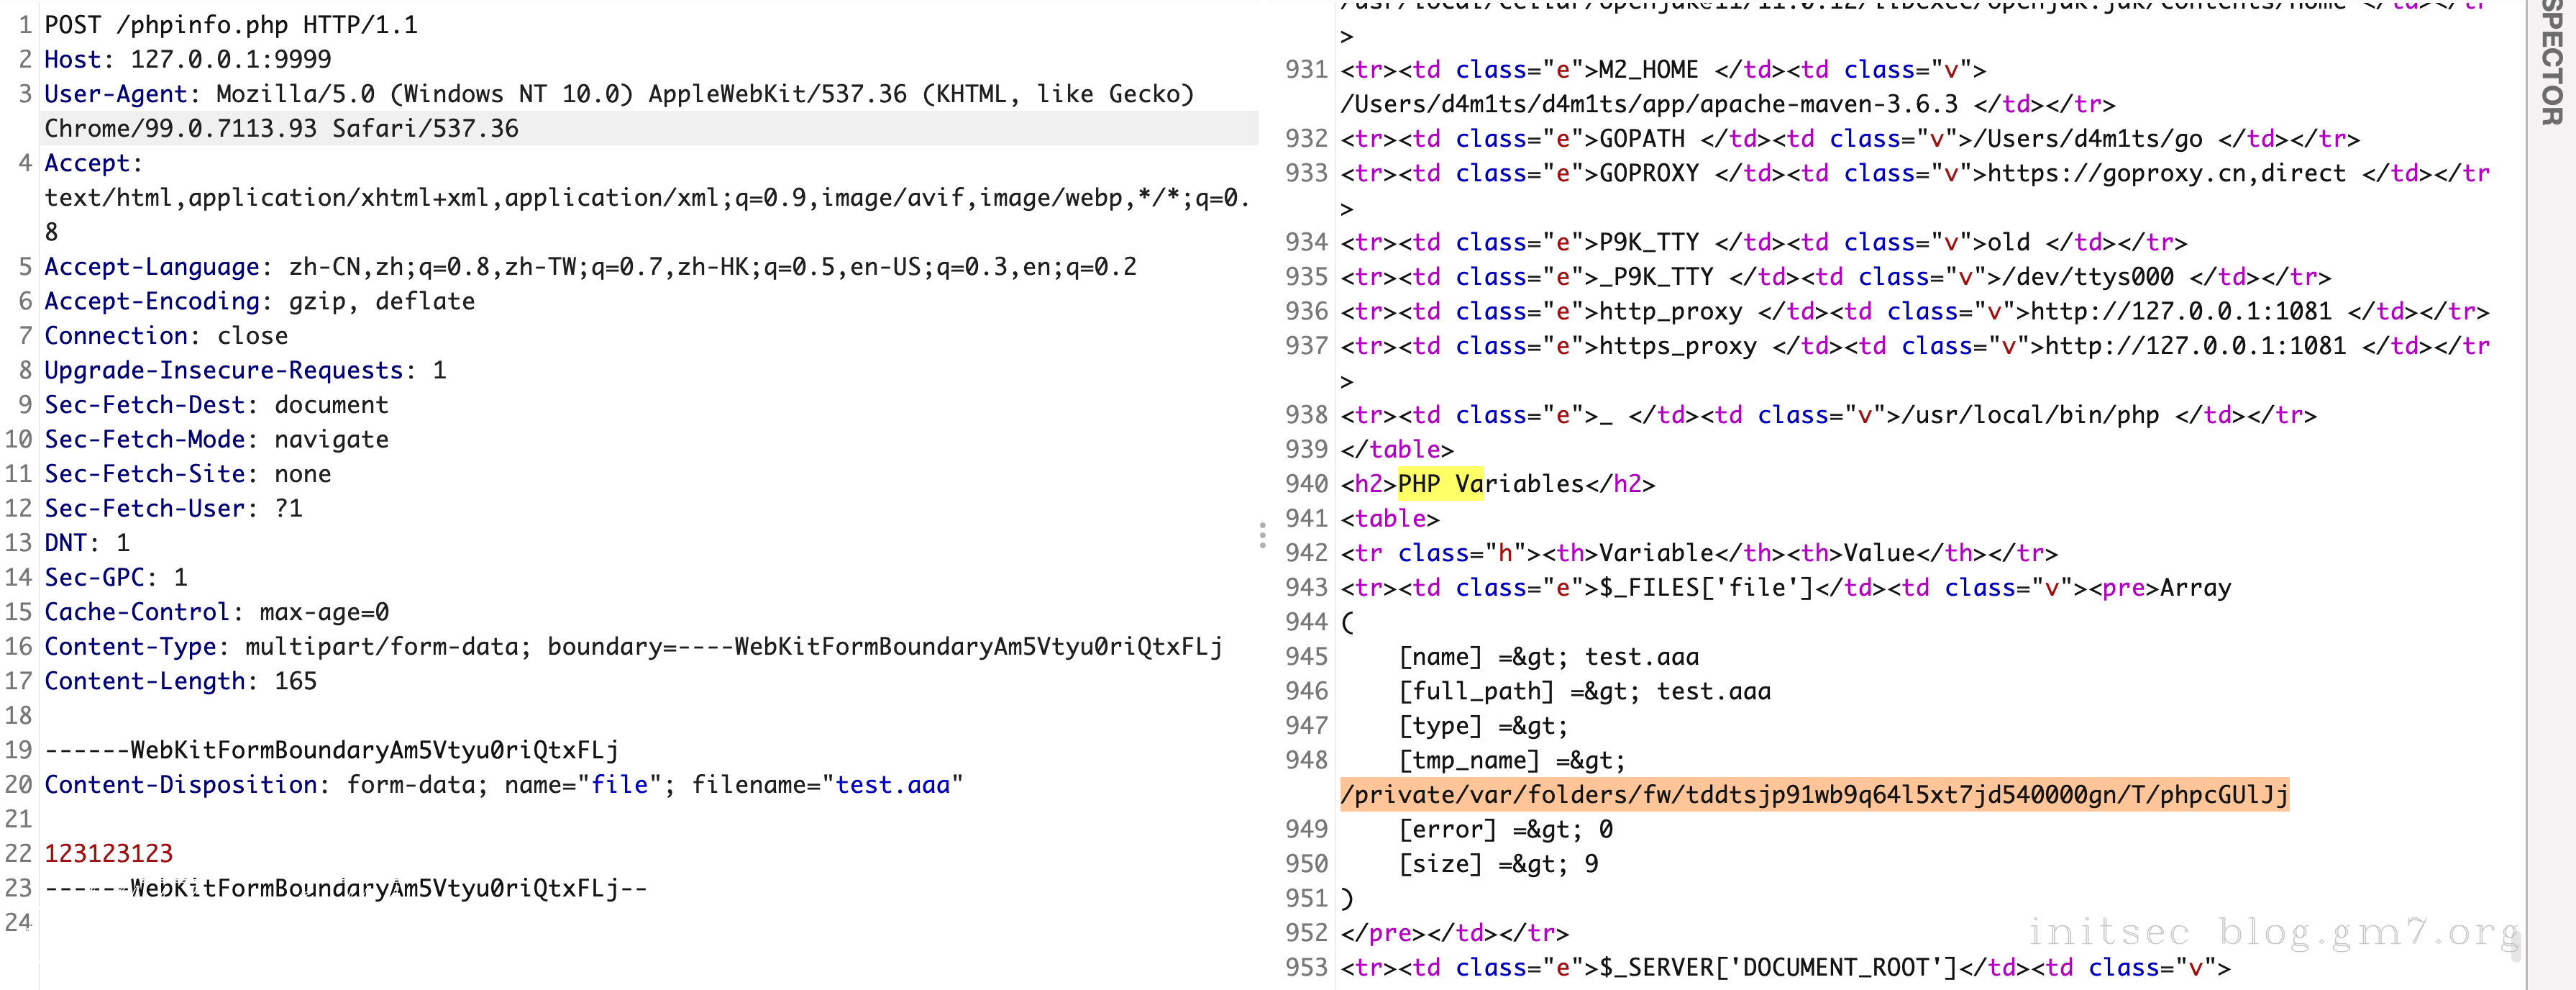 1 POST /phpinfo.php HTTP/1.1
2 Host: 127.0.0.1:9999
3 User-Agent: Mozilla/5.0 (Windows NT 10.0) AppleWebKit/537.36 (KHTML, like Gecko)
Chrome/99.0.7113.93 Safari/537.36
4 Accept:
text/html,application/xhtml+xml,application/xml;q=0.9,image/avif,image/webp,*/*;q=0.
8
5 Accept-Language: zh-CN,zh;q=0.8,zh-TW;q=0.7,zh-HK;q=0.5,en-US;q=0.3,en;q=0.2
6 Accept-Encoding: gzip, deflate
7 Connection: close
8 Upgrade-Insecure-Requests: 1
9 Sec-Fetch-Dest: document
10 Sec-Fetch-Mode: navigate
11 Sec-Fetch-Site: none
12 Sec-Fetch-User: ?1
13 DNT: 1
14 Sec-GPC: 1
15 Cache-Control: max-age=0
16 Content-Type: multipart/form-data; boundary=----WebKitFormBoundaryAm5Vtyu0riQtxFLj
17 Content-Length: 165
18
19 ------WebKitFormBoundaryAm5Vtyu0riQtxFLj
20 Content-Disposition: form-data; name="file"; filename="test.aaa"
21
22 123123123
23 ------WebKitFormBoundaryAm5Vtyu0riQtxFLj--
24
/usr/local/Cellar/openjdk@11/11.0.12/libexec/openjdk.jdk/Contents/Home </td></tr
>
931 <tr><td class="e">M2_HOME </td><td class="v">
/Users/d4m1ts/d4m1ts/app/apache-maven-3.6.3 </td></tr>
932 <tr><td class="e">GOPATH </td><td class="v">/Users/d4m1ts/go </td></tr>
933 <tr><td class="e">GOPROXY </td><td class="v">https://goproxy.cn,direct </td></tr
>
934 <tr><td class="e">P9K_TTY </td><td class="v">old </td></tr>
935 <tr><td class="e">_P9K_TTY </td><td class="v">/dev/ttys000 </td></tr>
936 <tr><td class="e">http_proxy </td><td class="v">http://127.0.0.1:1081 </td></tr>
937 <tr><td class="e">https_proxy </td><td class="v">http://127.0.0.1:1081 </td></tr
>
938 <tr><td class="e">_ </td><td class="v">/usr/local/bin/php </td></tr>
939 </table>
940 <h2>PHP Variables</h2>
941 <table>
942 <tr class="h"><th>Variable</th><th>Value</th></tr>
943 <tr><td class="e">$_FILES['file']</td><td class="v"><pre>Array
944 (
945 [name] =&gt; test.aaa
946 [full_path] =&gt; test.aaa
947 [type] =&gt;
948 [tmp_name] =&gt;
/private/var/folders/fw/tddtsjp91wb9q64l5xt7jd540000gn/T/phpcGUlJj
949 [error] =&gt; 0
950 [size] =&gt; 9
951 )
952 </pre></td></tr>
953 <tr><td class="e">$_SERVER['DOCUMENT_ROOT']</td><td class="v">
SPECTOR
initsec blog.gm7.org